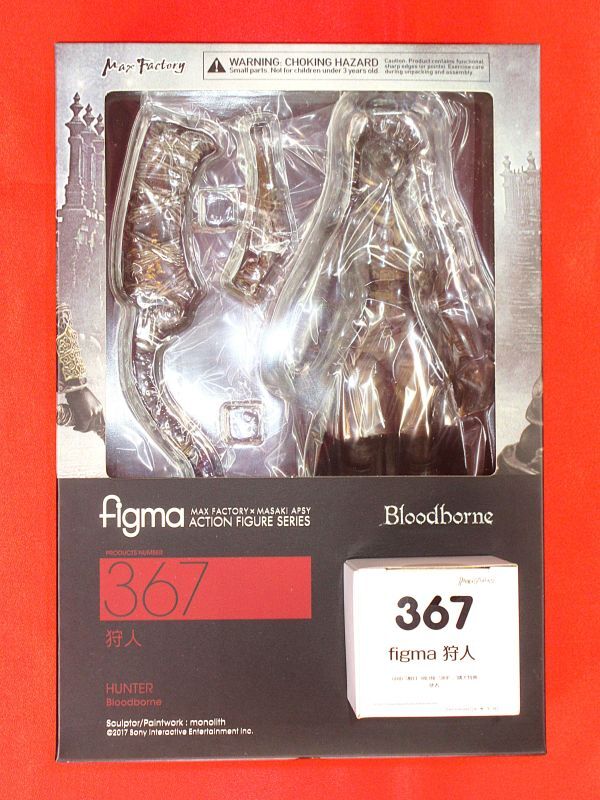 Max Factory
WARNING: CHOKING HAZARD
Small parts. Not for children under 3 years old.
Caution: Product contains functional
sharp edges (or points). Exercise care
during unpacking and assembly.
figma
MAX FACTORY × MASAKI APSY
ACTION FIGURE SERIES
Bloodborne
PRODUCTS NUMBER
367
狩人
HUNTER
Bloodborne
Sculptor/Paintwork : monolith
©2017 Sony Interactive Entertainment Inc.
Max Factory
367
figma 狩人